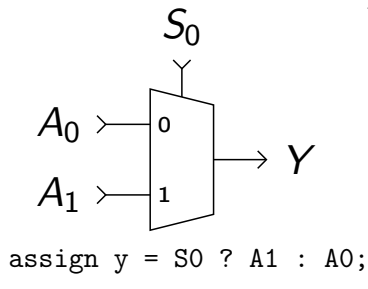 S₀
A₀ 0
A₁ 1
Y
assign y = S0 ? A1 : A0;